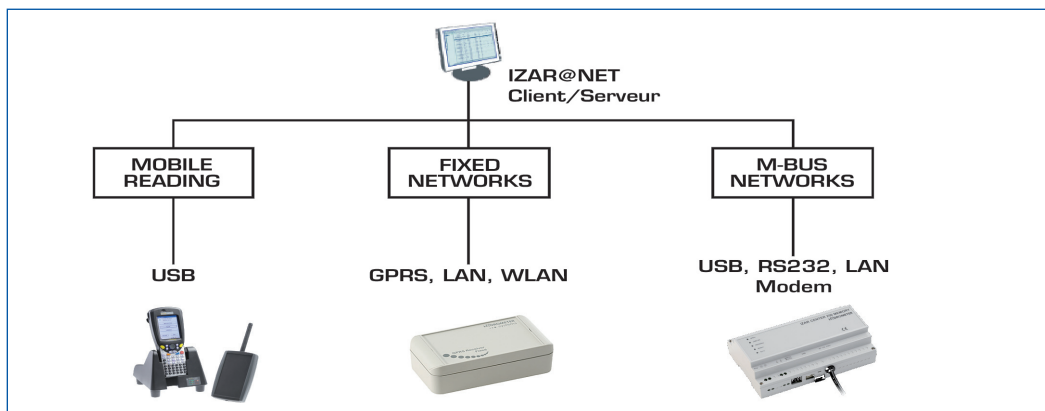 IZAR@NET
Client/Serveur
MOBILE
READING
FIXED
NETWORKS
M-BUS
NETWORKS
USB
GPRS, LAN, WLAN
USB, RS232, LAN
Modem